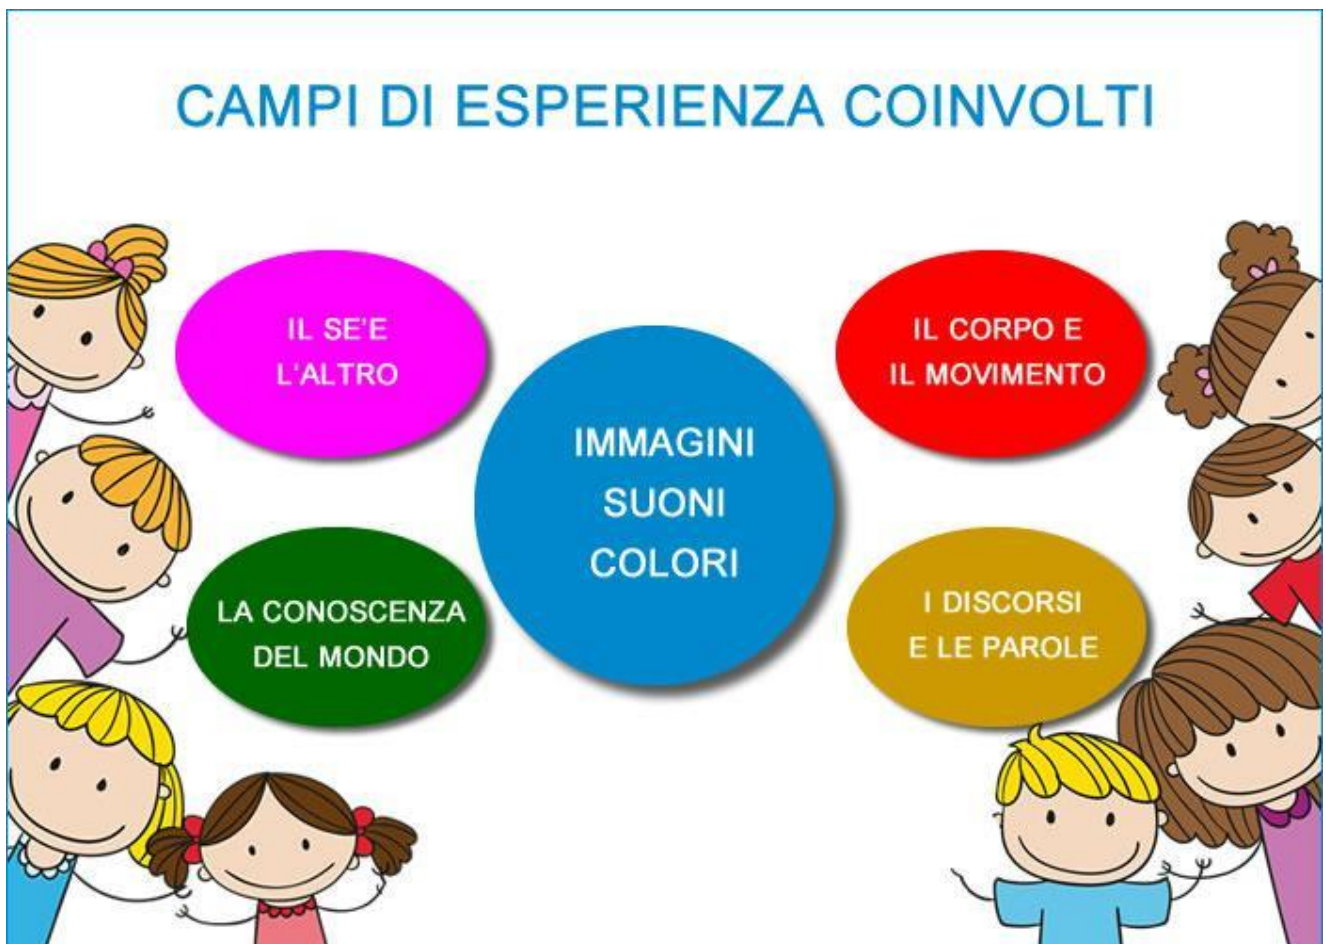 CAMPI DI ESPERIENZA COINVOLTI
IL SE'E
L'ALTRO
IL CORPO E
IL MOVIMENTO
IMMAGINI
SUONI
COLORI
LA CONOSCENZA
DEL MONDO
I DISCORSI
E LE PAROLE